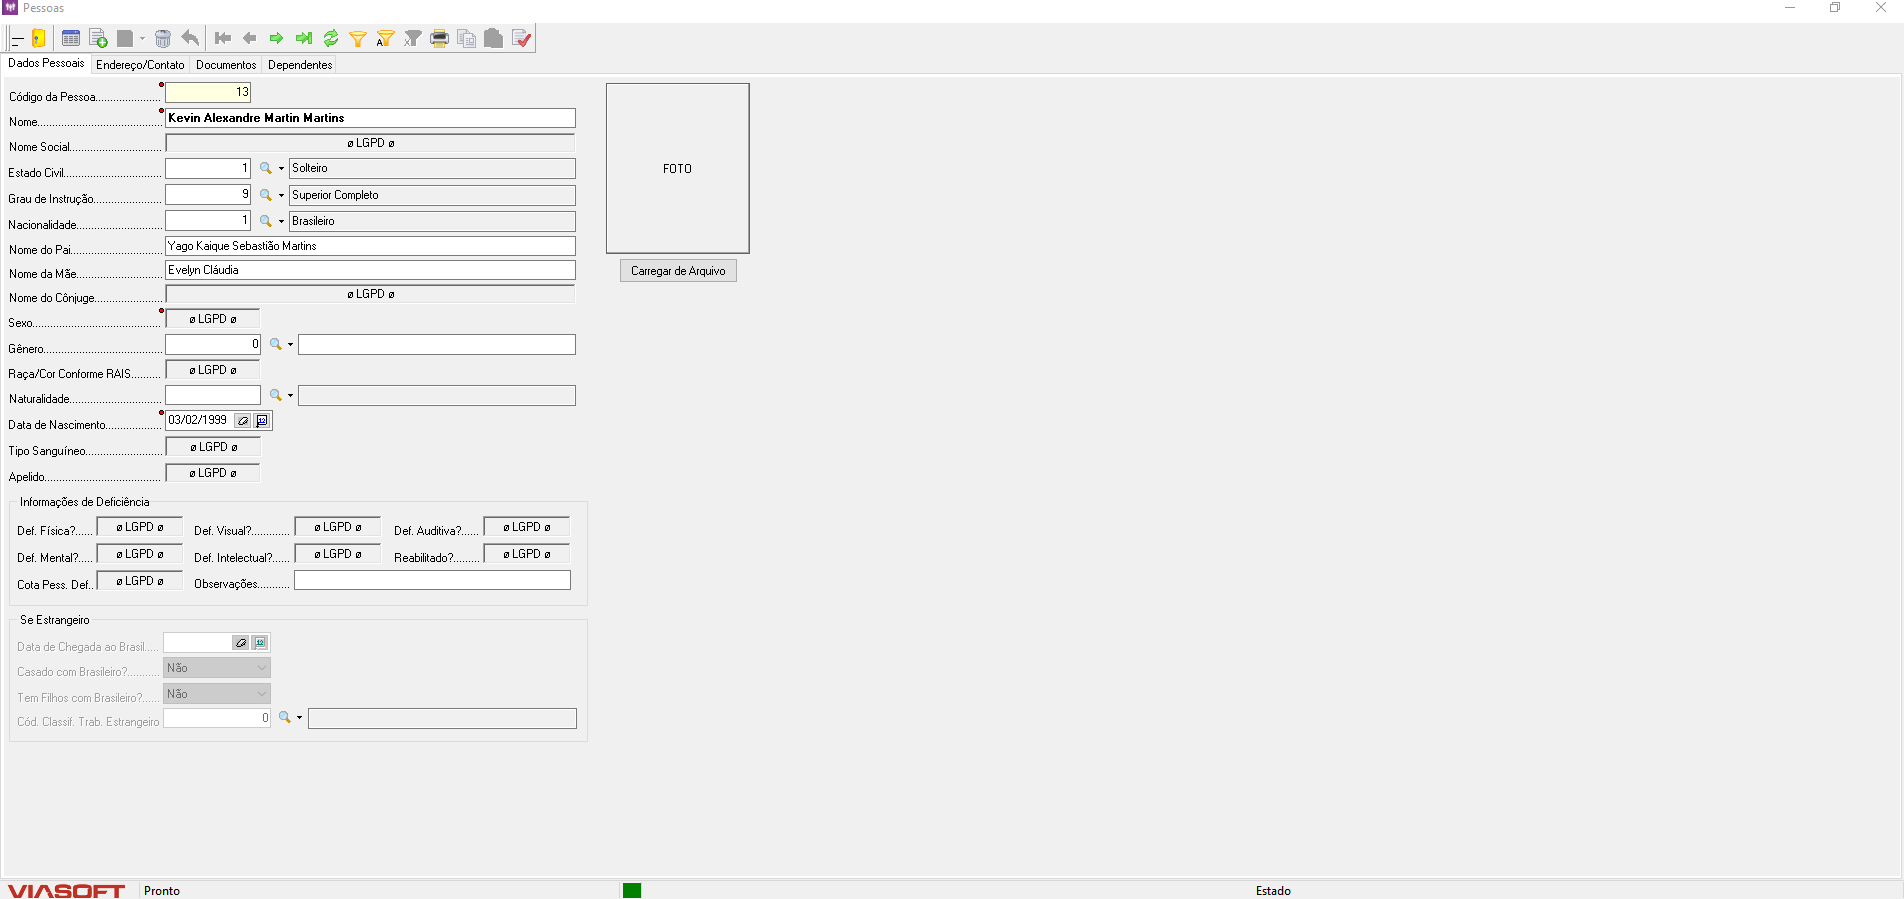 Pessoas
Dados Pessoais Endereço/Contato Documentos Dependentes
Código da Pessoa..................... 13
Nome......................................... Kevin Alexandre Martin Martins
Nome Social.............................. ø LGPD ø
Estado Civil................................ 1 Solteiro
Grau de Instrução...................... 9 Superior Completo
Nacionalidade........................... 1 Brasileiro
Nome do Pai.............................. Yago Kaique Sebastião Martins
Nome da Mãe............................ Evelyn Cláudia
Nome do Cônjuge...................... ø LGPD ø
Sexo.......................................... ø LGPD ø
Gênero....................................... 0
Raça/Cor Conforme RAIS.......... ø LGPD ø
Naturalidade..............................
Data de Nascimento.................. 03/02/1999
Tipo Sanguíneo......................... ø LGPD ø
Apelido...................................... ø LGPD ø
FOTO
Carregar de Arquivo
Informações de Deficiência
Def. Física?...... ø LGPD ø Def. Visual?............. ø LGPD ø Def. Auditiva?...... ø LGPD ø
Def. Mental?..... ø LGPD ø Def. Intelectual?...... ø LGPD ø Reabilitado?......... ø LGPD ø
Cota Pess. Def.. ø LGPD ø Observações...........
Se Estrangeiro
Data de Chegada ao Brasil.....
Casado com Brasileiro?........... Não
Tem Filhos com Brasileiro?...... Não
Cód. Classif. Trab. Estrangeiro 0
VIASOFT Pronto Estado